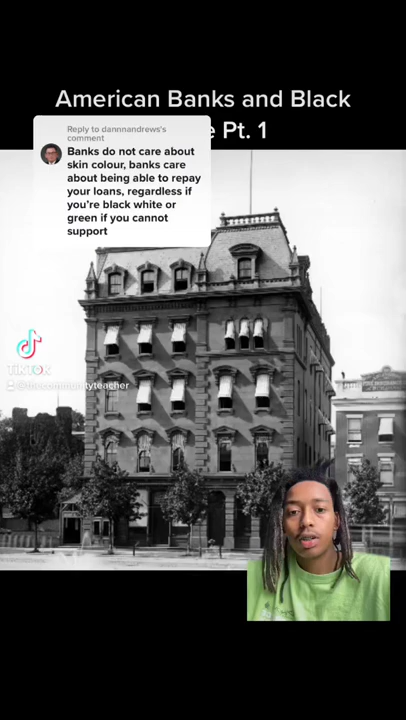 American Banks and Black
e Pt. 1
Reply to dannnandrews's
comment
Banks do not care about
skin colour, banks care
about being able to repay
your loans, regardless if
you're black white or
green if you cannot
support
TikTok
@thecommunityteacher